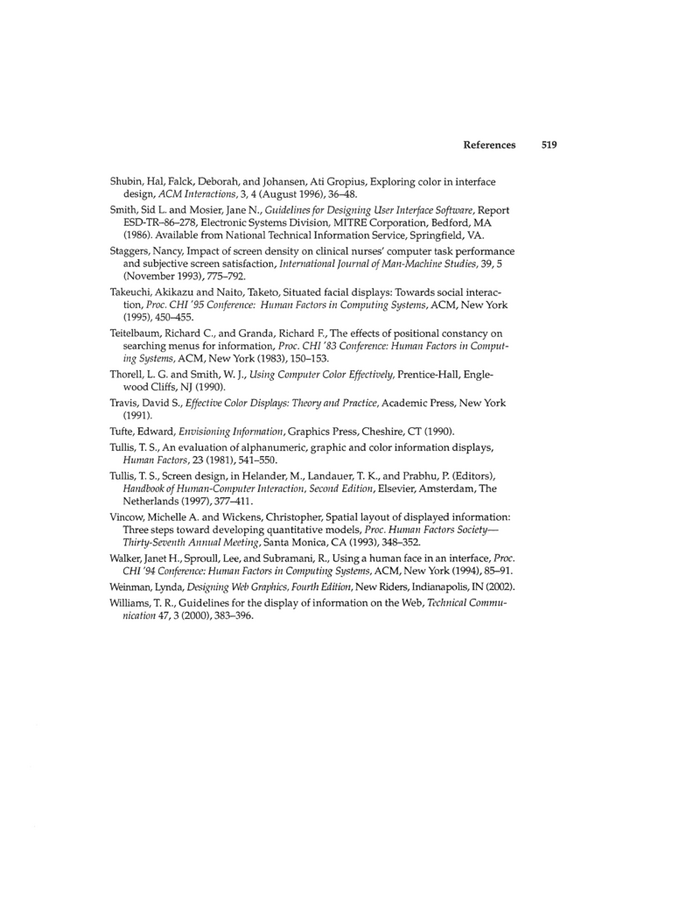 References 519
Shubin, Hal, Falck, Deborah, and Johansen, Ati Gropius, Exploring color in interface
design, ACM Interactions, 3, 4 (August 1996), 36–48.
Smith, Sid L. and Mosier, Jane N., Guidelines for Designing User Interface Software, Report
ESD-TR–86–278, Electronic Systems Division, MITRE Corporation, Bedford, MA
(1986). Available from National Technical Information Service, Springfield, VA.
Staggers, Nancy, Impact of screen density on clinical nurses' computer task performance
and subjective screen satisfaction, International Journal of Man-Machine Studies, 39, 5
(November 1993), 775–792.
Takeuchi, Akikazu and Naito, Taketo, Situated facial displays: Towards social interac-
tion, Proc. CHI '95 Conference: Human Factors in Computing Systems, ACM, New York
(1995), 450–455.
Teitelbaum, Richard C., and Granda, Richard F., The effects of positional constancy on
searching menus for information, Proc. CHI '83 Conference: Human Factors in Comput-
ing Systems, ACM, New York (1983), 150–153.
Thorell, L. G. and Smith, W. J., Using Computer Color Effectively, Prentice-Hall, Engle-
wood Cliffs, NJ (1990).
Travis, David S., Effective Color Displays: Theory and Practice, Academic Press, New York
(1991).
Tufte, Edward, Envisioning Information, Graphics Press, Cheshire, CT (1990).
Tullis, T. S., An evaluation of alphanumeric, graphic and color information displays,
Human Factors, 23 (1981), 541–550.
Tullis, T. S., Screen design, in Helander, M., Landauer, T. K., and Prabhu, P. (Editors),
Handbook of Human-Computer Interaction, Second Edition, Elsevier, Amsterdam, The
Netherlands (1997), 377–411.
Vincow, Michelle A. and Wickens, Christopher, Spatial layout of displayed information:
Three steps toward developing quantitative models, Proc. Human Factors Society—
Thirty-Seventh Annual Meeting, Santa Monica, CA (1993), 348–352.
Walker, Janet H., Sproull, Lee, and Subramani, R., Using a human face in an interface, Proc.
CHI '94 Conference: Human Factors in Computing Systems, ACM, New York (1994), 85–91.
Weinman, Lynda, Designing Web Graphics, Fourth Edition, New Riders, Indianapolis, IN (2002).
Williams, T. R., Guidelines for the display of information on the Web, Technical Commu-
nication 47, 3 (2000), 383–396.